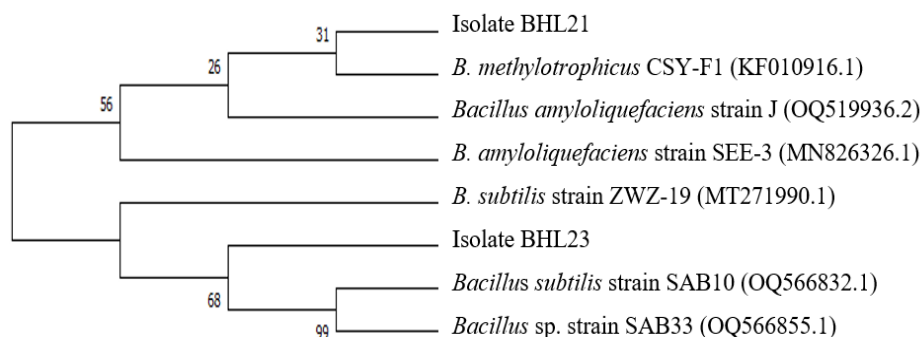 31
Isolate BHL21
26
B. methylotrophicus CSY-F1 (KF010916.1)
56
Bacillus amyloliquefaciens strain J (OQ519936.2)
B. amyloliquefaciens strain SEE-3 (MN826326.1)
B. subtilis strain ZWZ-19 (MT271990.1)
Isolate BHL23
68
Bacillus subtilis strain SAB10 (OQ566832.1)
99
Bacillus sp. strain SAB33 (OQ566855.1)